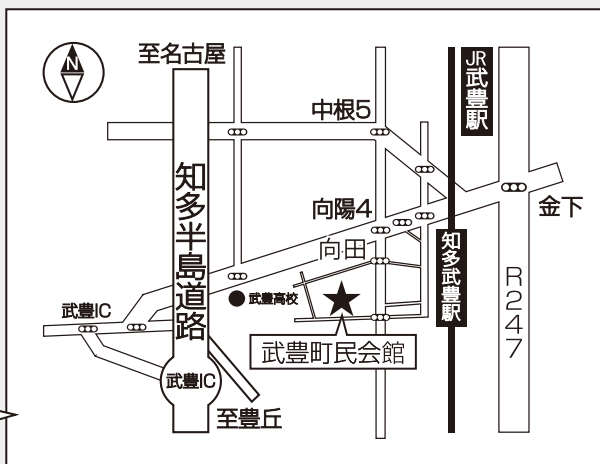 N
至名古屋
JR武豊駅
中根5
知多半島道路
向陽4
金下
向田
知多武豊駅
R247
武豊高校
武豊IC
武豊町民会館
武豊IC
至豊丘